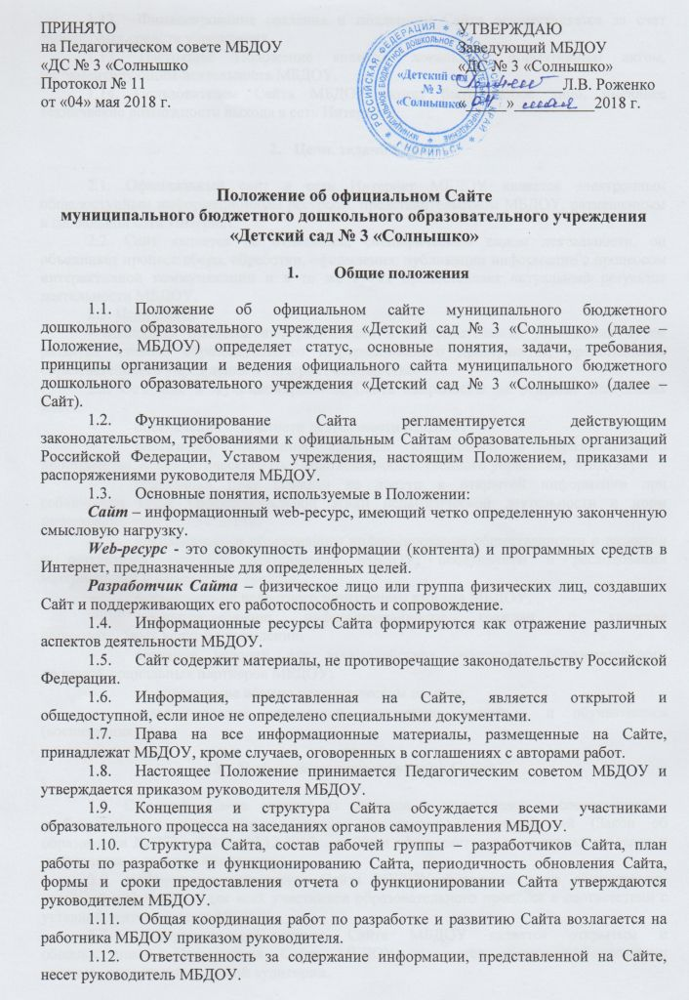 ПРИНЯТО
на Педагогическом совете МБДОУ
«ДС № 3 «Солнышко
Протокол № 11
от «04» мая 2018 г.
УТВЕРЖДАЮ
Заведующий МБДОУ
«ДС № 3 «Солнышко»
Л.В. Роженко
« 04 » мая 2018 г.
«Детский сад
№ 3
«Солнышко»
РОССИЙСКАЯ ФЕДЕРАЦИЯ
г НОРИЛЬСК
Положение об официальном Сайте
муниципального бюджетного дошкольного образовательного учреждения
«Детский сад № 3 «Солнышко»
1. Общие положения
1.1. Положение об официальном сайте муниципального бюджетного
дошкольного образовательного учреждения «Детский сад № 3 «Солнышко» (далее –
Положение, МБДОУ) определяет статус, основные понятия, задачи, требования,
принципы организации и ведения официального сайта муниципального бюджетного
дошкольного образовательного учреждения «Детский сад № 3 «Солнышко» (далее –
Сайт).
1.2. Функционирование Сайта регламентируется действующим
законодательством, требованиями к официальным Сайтам образовательных организаций
Российской Федерации, Уставом учреждения, настоящим Положением, приказами и
распоряжениями руководителя МБДОУ.
1.3. Основные понятия, используемые в Положении:
Сайт – информационный web-ресурс, имеющий четко определенную законченную
смысловую нагрузку.
Web-ресурс - это совокупность информации (контента) и программных средств в
Интернет, предназначенные для определенных целей.
Разработчик Сайта – физическое лицо или группа физических лиц, создавших
Сайт и поддерживающих его работоспособность и сопровождение.
1.4. Информационные ресурсы Сайта формируются как отражение различных
аспектов деятельности МБДОУ.
1.5. Сайт содержит материалы, не противоречащие законодательству Российской
Федерации.
1.6. Информация, представленная на Сайте, является открытой и
общедоступной, если иное не определено специальными документами.
1.7. Права на все информационные материалы, размещенные на Сайте,
принадлежат МБДОУ, кроме случаев, оговоренных в соглашениях с авторами работ.
1.8. Настоящее Положение принимается Педагогическим советом МБДОУ и
утверждается приказом руководителя МБДОУ.
1.9. Концепция и структура Сайта обсуждается всеми участниками
образовательного процесса на заседаниях органов самоуправления МБДОУ.
1.10. Структура Сайта, состав рабочей группы – разработчиков Сайта, план
работы по разработке и функционированию Сайта, периодичность обновления Сайта,
формы и сроки предоставления отчета о функционировании Сайта утверждаются
руководителем МБДОУ.
1.11. Общая координация работ по разработке и развитию Сайта возлагается на
работника МБДОУ приказом руководителя.
1.12. Ответственность за содержание информации, представленной на Сайте,
несет руководитель МБДОУ.